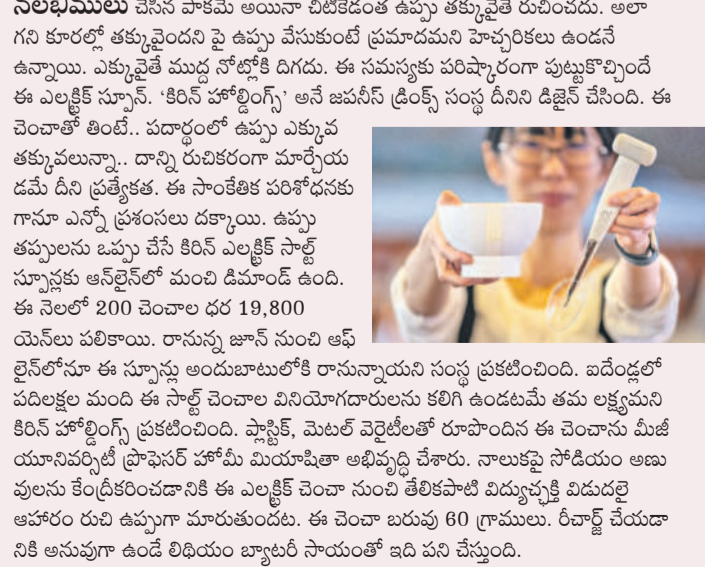 నలభీములు చేసిన పాకమే అయినా చిటికెడంత ఉప్పు తక్కువైతే రుచించదు. అలా
గని కూరల్లో తక్కువైందని పై ఉప్పు వేసుకుంటే ప్రమాదమని హెచ్చరికలు ఉండనే
ఉన్నాయి. ఎక్కువైతే ముద్ద నోట్లోకి దిగదు. ఈ సమస్యకు పరిష్కారంగా పుట్టుకొచ్చిందే
ఈ ఎలక్ట్రిక్ స్పూన్. ‘కిరిన్ హోల్డింగ్స్’ అనే జపనీస్ డ్రింక్స్ సంస్థ దీనిని డిజైన్ చేసింది. ఈ
చెంచాతో తింటే.. పదార్థంలో ఉప్పు ఎక్కువ
తక్కువలున్నా.. దాన్ని రుచికరంగా మార్చేయ
డమే దీని ప్రత్యేకత. ఈ సాంకేతిక పరిశోధనకు
గానూ ఎన్నో ప్రశంసలు దక్కాయి. ఉప్పు
తప్పులను ఒప్పు చేసే కిరిన్ ఎలక్ట్రిక్ సాల్ట్
స్పూన్లకు ఆన్‌లైన్‌లో మంచి డిమాండ్ ఉంది.
ఈ నెలలో 200 చెంచాల ధర 19,800
యెన్‌లు పలికాయి. రానున్న జూన్ నుంచి ఆఫ్
లైన్‌లోనూ ఈ స్పూన్లు అందుబాటులోకి రానున్నాయని సంస్థ ప్రకటించింది. ఐదేండ్లలో
పదిలక్షల మంది ఈ సాల్ట్ చెంచాల వినియోగదారులను కలిగి ఉండటమే తమ లక్ష్యమని
కిరిన్ హోల్డింగ్స్ ప్రకటించింది. ప్లాస్టిక్, మెటల్ వెరైటీలతో రూపొందిన ఈ చెంచాను మీజీ
యూనివర్సిటీ ప్రొఫెసర్ హోమీ మియాషితా అభివృద్ధి చేశారు. నాలుకపై సోడియం అణు
వులను కేంద్రీకరించడానికి ఈ ఎలక్ట్రిక్ చెంచా నుంచి తేలికపాటి విద్యుచ్ఛక్తి విడుదలై
ఆహారం రుచి ఉప్పుగా మారుతుందట. ఈ చెంచా బరువు 60 గ్రాములు. రీచార్జ్ చేయడా
నికి అనువుగా ఉండే లిథియం బ్యాటరీ సాయంతో ఇది పని చేస్తుంది.